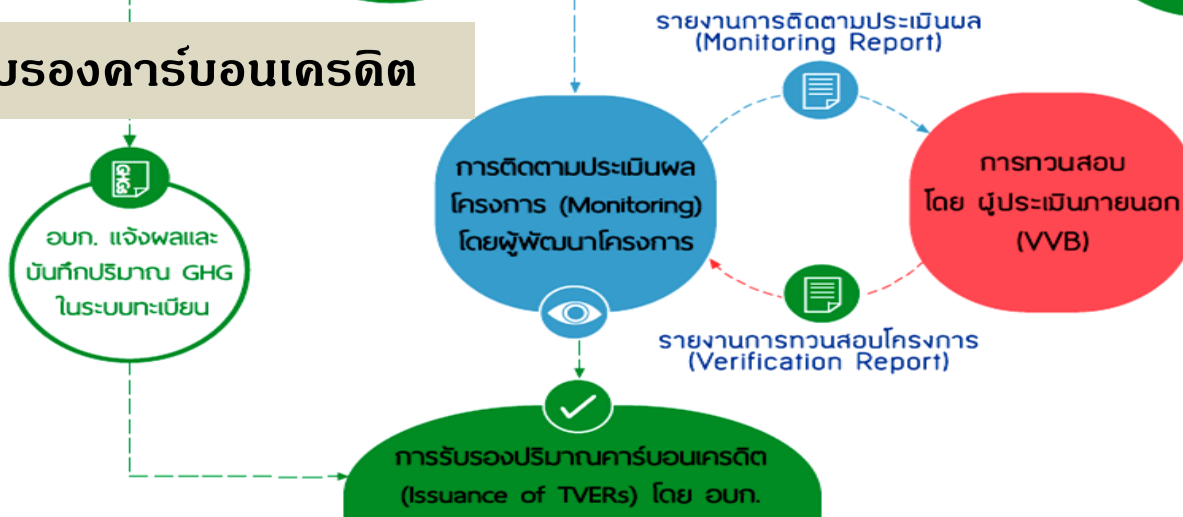 รายงานการติดตามประเมินผล
(Monitoring Report)
บรองคาร์บอนเครดิต
การติดตามประเมินผล
โครงการ (Monitoring)
โดยผู้พัฒนาโครงการ
การทวนสอบ
โดย ผู้ประเมินภายนอก
(VVB)
GHGs
อบก. แจ้งผลและ
บันทึกปริมาณ GHG
ในระบบทะเบียน
รายงานการทวนสอบโครงการ
(Verification Report)
การรับรองปริมาณคาร์บอนเครดิต
(Issuance of TVERs) โดย อบก.